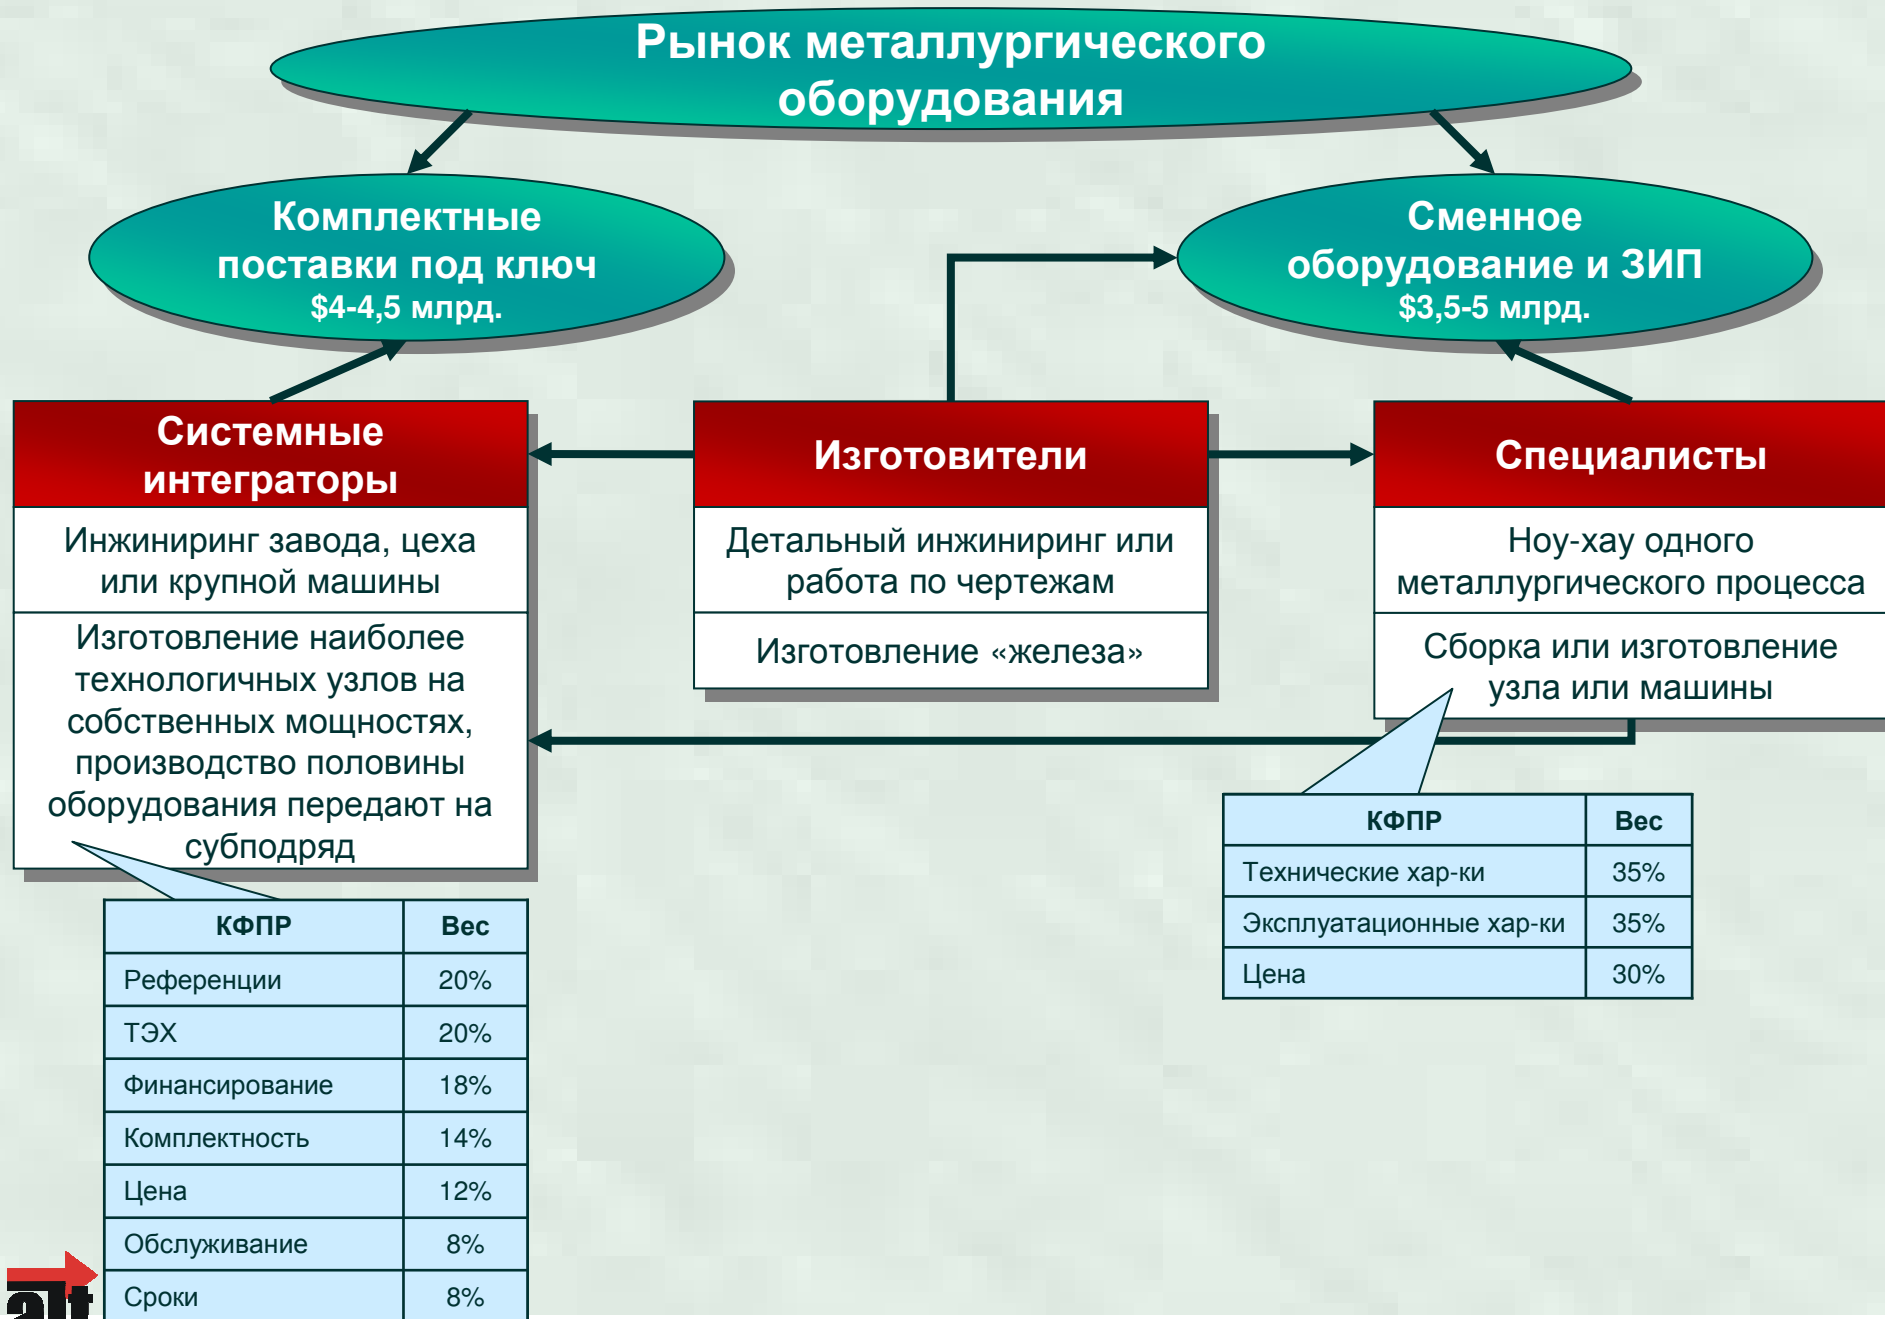 Рынок металлургического
оборудования
Комплектные
поставки под ключ
$4-4,5 млрд.
Сменное
оборудование и ЗИП
$3,5-5 млрд.
Системные
интеграторы
Инжиниринг завода, цеха
или крупной машины
Изготовление наиболее
технологичных узлов на
собственных мощностях,
производство половины
оборудования передают на
субподряд
Изготовители
Детальный инжиниринг или
работа по чертежам
Изготовление «железа»
Специалисты
Ноу-хау одного
металлургического процесса
Сборка или изготовление
узла или машины
КФПР Вес
Технические хар-ки 35%
Эксплуатационные хар-ки 35%
Цена 30%
КФПР Вес
Референции 20%
ТЭХ 20%
Финансирование 18%
Комплектность 14%
Цена 12%
Обслуживание 8%
Сроки 8%
alt